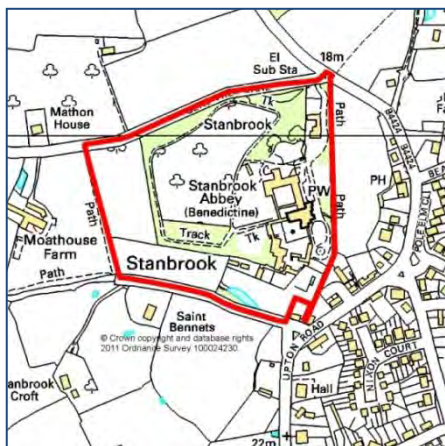 El
Sub Sta
18m
Mathon
House
Tk
Stanbrook
Path
B4424
B4424
Stanbrook
Abbey
(Benedictine)
PW
PH
Path
Path
Track
Tk
Moathouse
Farm
Path
Stanbrook
Saint
Bennets
© Crown copyright and database rights
2011 Ordnance Survey 100024230.
UPTON ROAD
NIXON COURT
Hall
anbrook
Croft
22m